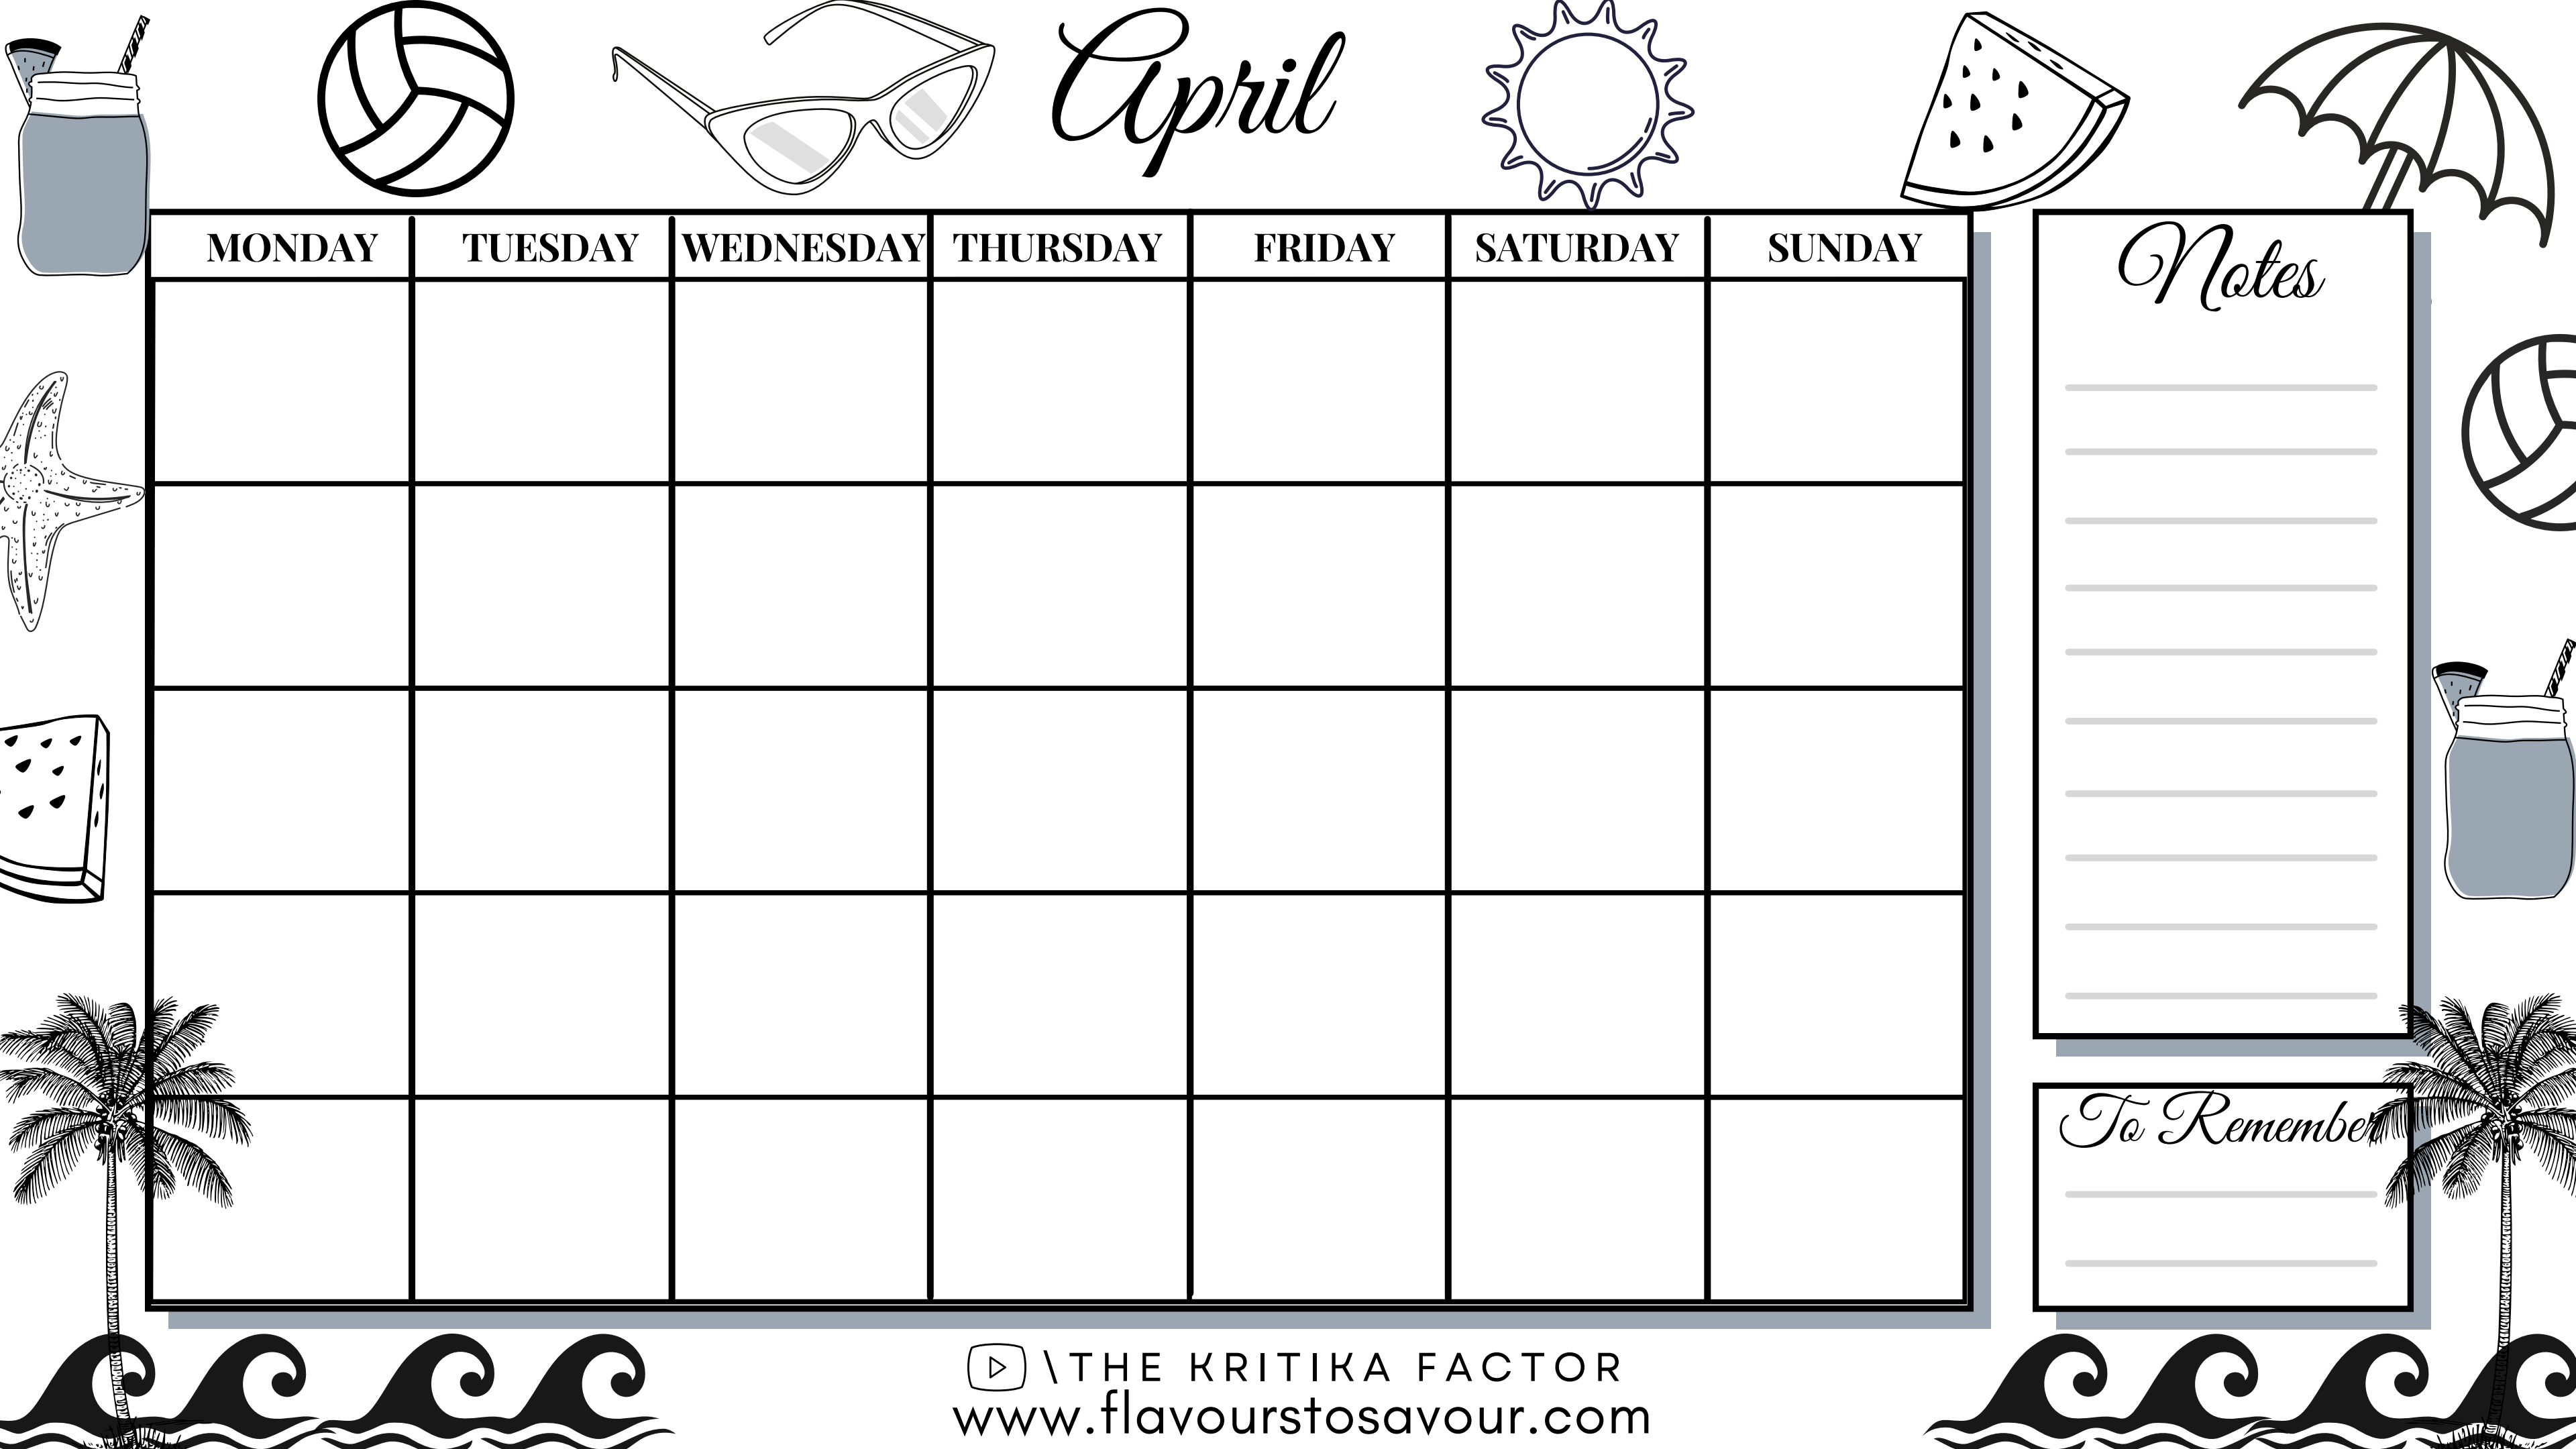 April
MONDAY TUESDAY WEDNESDAY THURSDAY FRIDAY SATURDAY SUNDAY
Notes
To Remember
\THE KRITIKA FACTOR
www.flavourstosavour.com